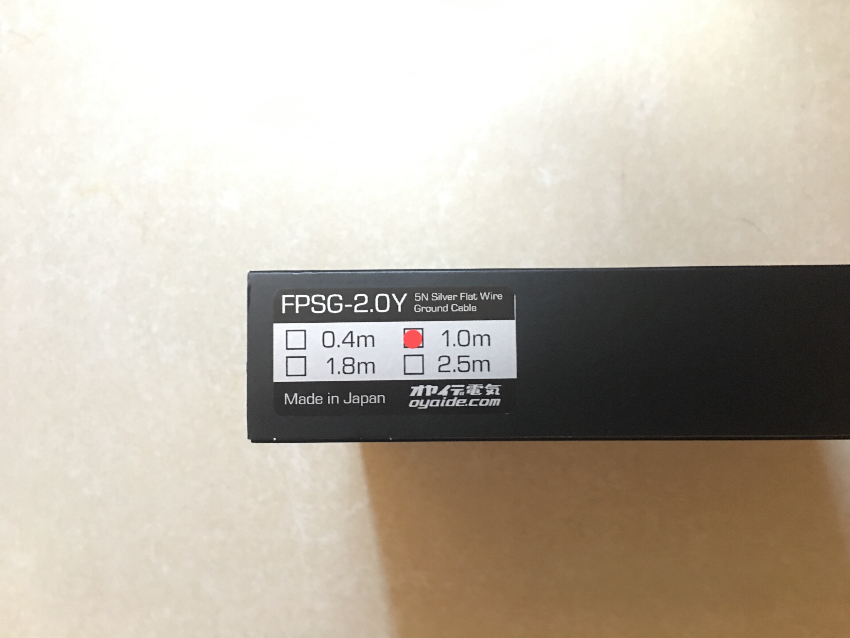 FPSG-2.0Y 5N Silver Flat Wire
Ground Cable
0.4m 1.0m
1.8m 2.5m
Made in Japan オヤイデ電気
oyaide.com